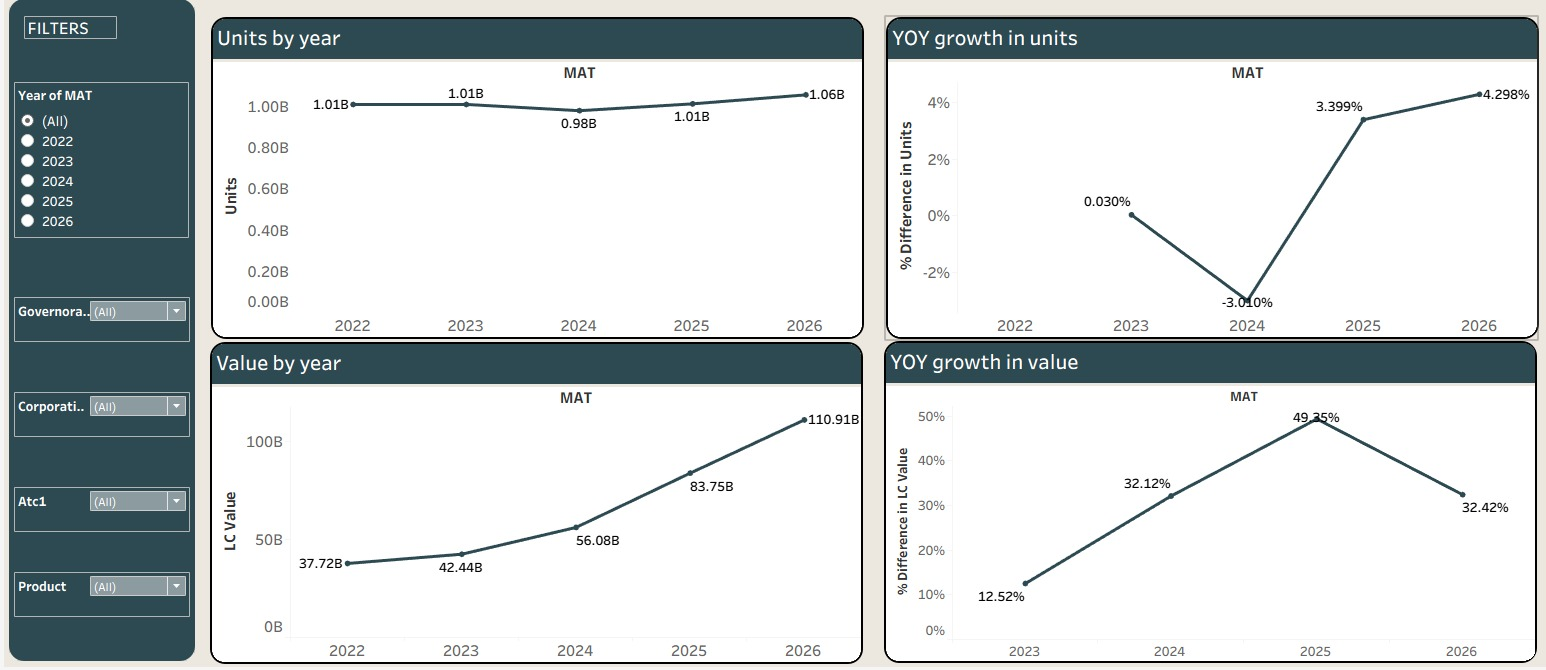 FILTERS
Year of MAT
(All)
2022
2023
2024
2025
2026
Governora.. (All)
Corporati.. (All)
Atc1 (All)
Product (All)
Units by year
MAT
Units
1.00B
0.80B
0.60B
0.40B
0.20B
0.00B
1.01B
1.01B
0.98B
1.01B
1.06B
2022 2023 2024 2025 2026
YOY growth in units
MAT
% Difference in Units
4%
2%
0%
-2%
0.030%
-3.010%
3.399%
4.298%
2022 2023 2024 2025 2026
Value by year
MAT
LC Value
100B
50B
0B
37.72B
42.44B
56.08B
83.75B
110.91B
2022 2023 2024 2025 2026
YOY growth in value
MAT
% Difference in LC Value
50%
40%
30%
20%
10%
0%
12.52%
32.12%
49.35%
32.42%
2023 2024 2025 2026